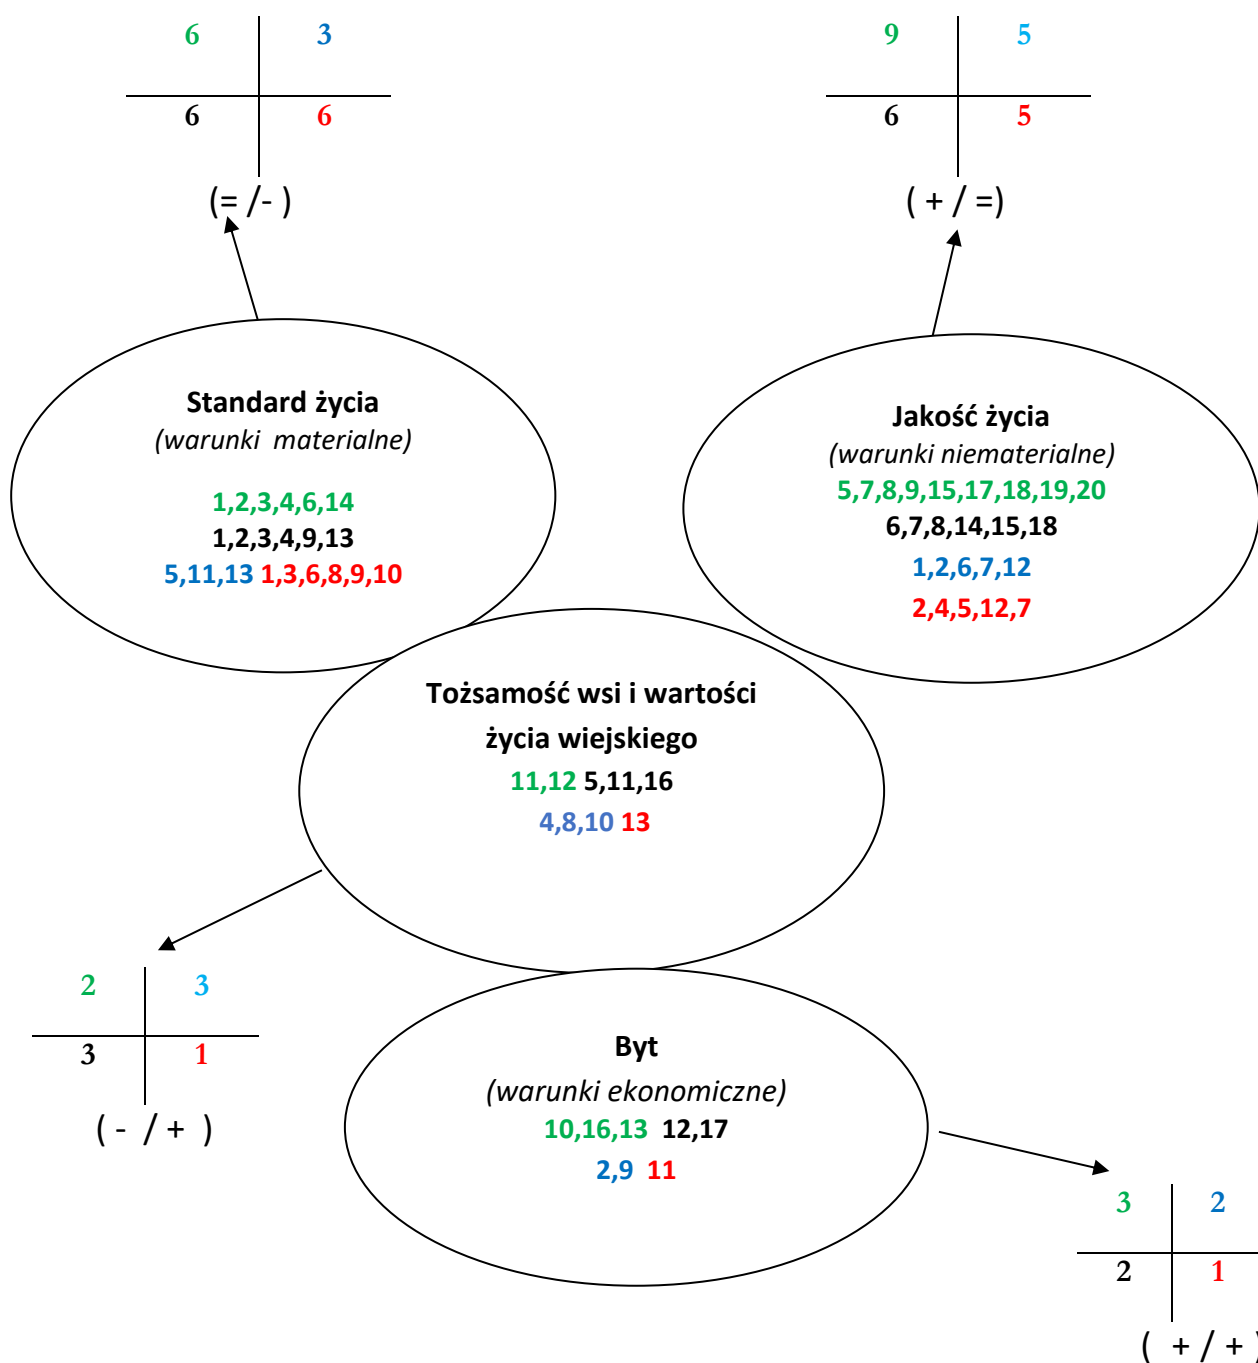 6 3
6 6
(= /- )
9 5
6 5
( + / =)
Standard życia
(warunki materialne)
1,2,3,4,6,14
1,2,3,4,9,13
5,11,13 1,3,6,8,9,10
Jakość życia
(warunki niematerialne)
5,7,8,9,15,17,18,19,20
6,7,8,14,15,18
1,2,6,7,12
2,4,5,12,7
Tożsamość wsi i wartości
życia wiejskiego
11,12 5,11,16
4,8,10 13
2 3
3 1
( - / + )
Byt
(warunki ekonomiczne)
10,16,13 12,17
2,9 11
3 2
2 1
( + / + )